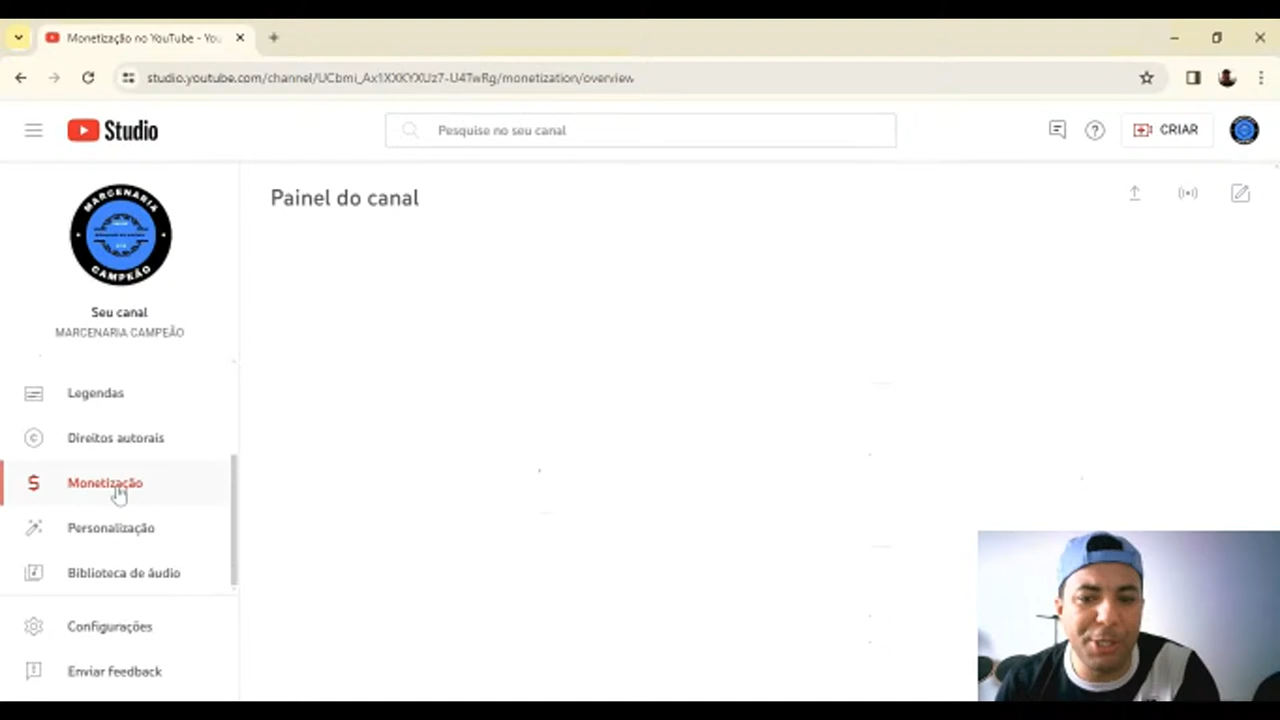 Monetização no YouTube - You
studio.youtube.com/channel/UCbmi_Ax1XXKYXUz7-U4TwRg/monetization/overview
Studio
Pesquise no seu canal
CRIAR
Painel do canal
MARCENARIA
CAMPEÃO
Seu canal
MARCENARIA CAMPEÃO
Legendas
Direitos autorais
Monetização
Personalização
Biblioteca de áudio
Configurações
Enviar feedback